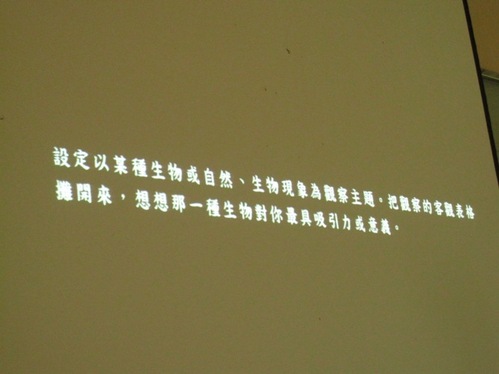 設定以某種生物或自然、生物現象為觀察主題。把觀察的客觀表格
攤開來，想想那一種生物對你最具吸引力或意義。